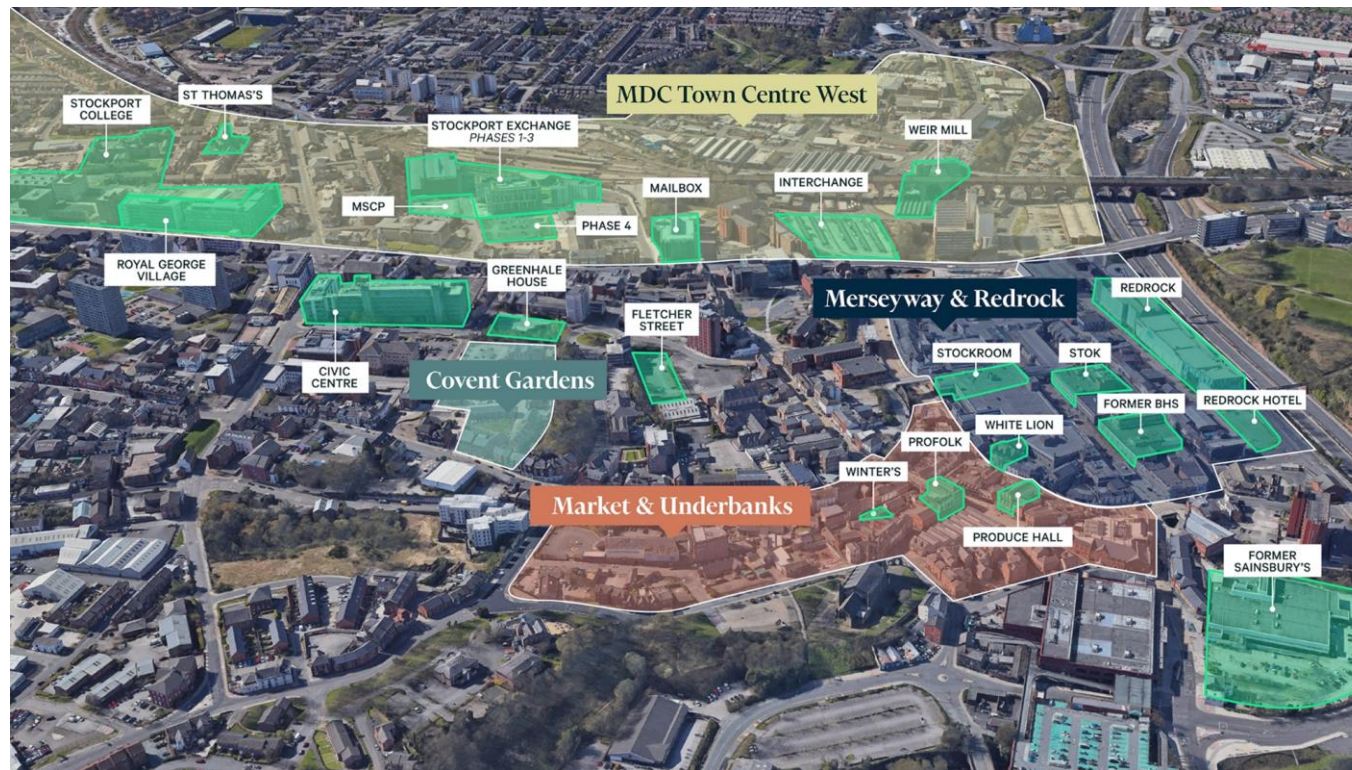 MDC Town Centre West
ST THOMAS'S
STOCKPORT
COLLEGE
STOCKPORT EXCHANGE
PHASES 1-3
WEIR MILL
MAILBOX
INTERCHANGE
MSCP
PHASE 4
ROYAL GEORGE
VILLAGE
GREENHALE
HOUSE
Merseyway & Redrock
REDROCK
FLETCHER
STREET
CIVIC
CENTRE
Covent Gardens
STOCKROOM
STOK
FORMER BHS
REDROCK HOTEL
WHITE LION
PROFOLK
WINTER'S
Market & Underbanks
PRODUCE HALL
FORMER
SAINSBURY'S